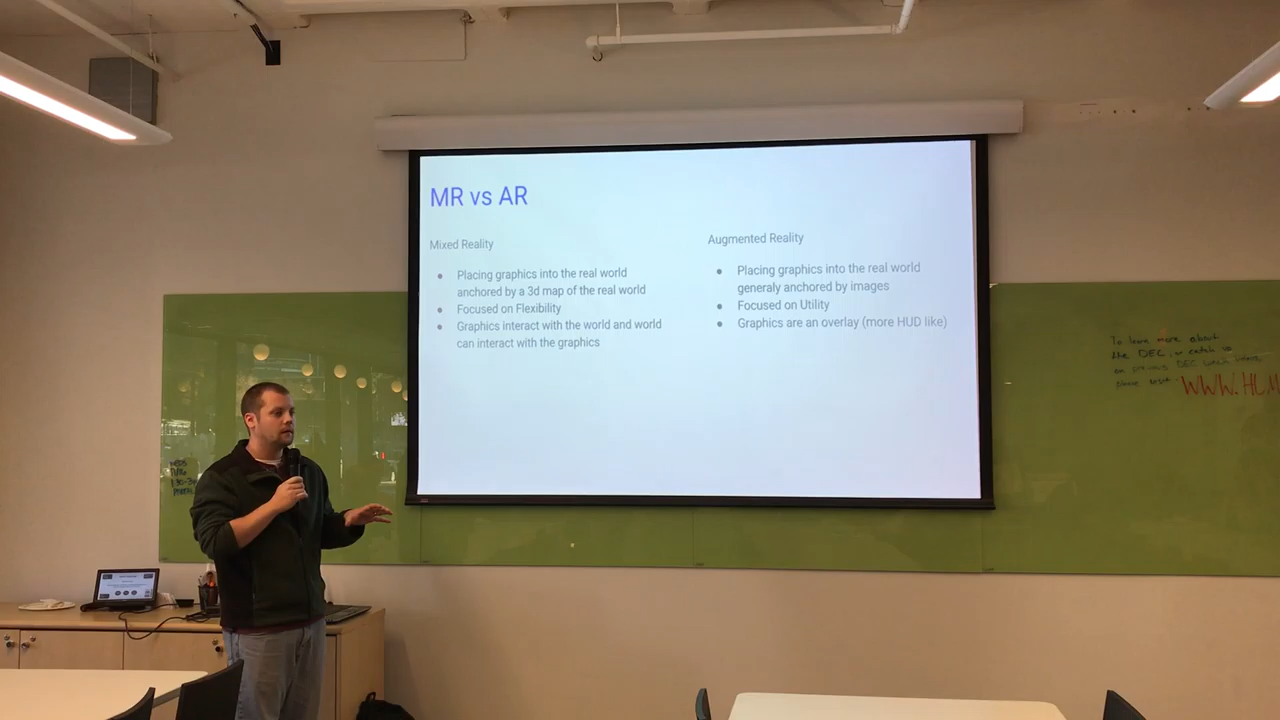 MR vs AR
Mixed Reality
● Placing graphics into the real world
anchored by a 3d map of the real world
● Focused on Flexibility
● Graphics interact with the world and world
can interact with the graphics
Augmented Reality
● Placing graphics into the real world
generaly anchored by images
● Focused on Utility
● Graphics are an overlay (more HUD like)
To learn more about
the DEC, or catch up
on previous DEC
please
WWW.HU